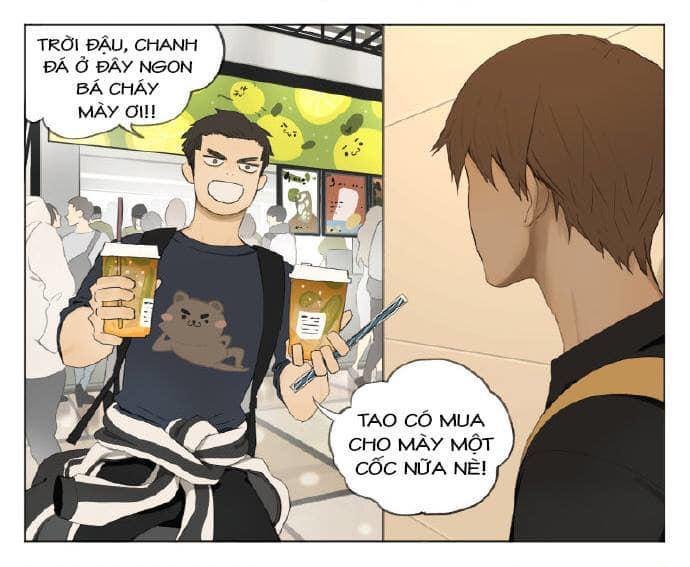 TRỜI ĐẬU, CHANH
ĐÁ Ở ĐÂY NGON
BÁ CHÁY
MÀY ƠI!!
TAO CÓ MUA
CHO MÀY MỘT
CỐC NỮA NÈ!